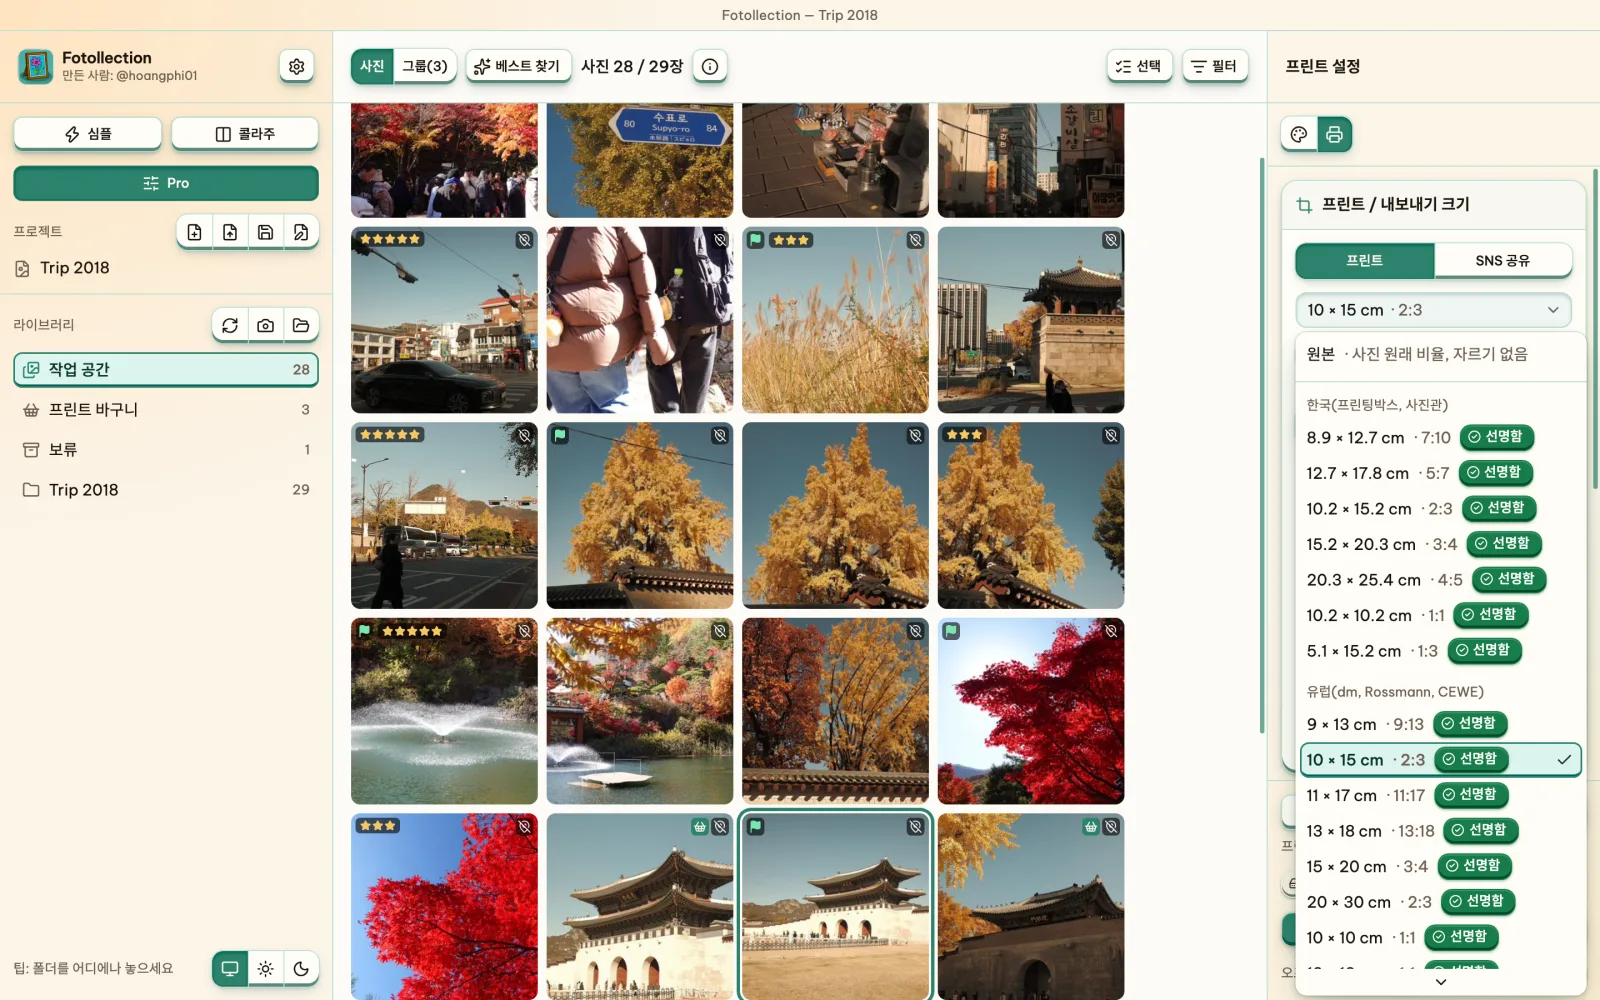 Fotollection — Trip 2018
Fotollection
만든 사람: @hoangphi01
심플
콜라주
Pro
프로젝트
Trip 2018
라이브러리
작업 공간
28
프린트 바구니
3
보류
1
Trip 2018
29
팁: 폴더를 어디에나 놓으세요
사진
그룹(3)
베스트 찾기
사진 28 / 29장
선택
필터
80
수표로
Supyo-ro
84
프린트 설정
프린트 / 내보내기 크기
프린트
SNS 공유
10 × 15 cm · 2:3
원본 · 사진 원래 비율, 자르기 없음
한국(프린팅박스, 사진관)
8.9 × 12.7 cm · 7:10 선명함
12.7 × 17.8 cm · 5:7 선명함
10.2 × 15.2 cm · 2:3 선명함
15.2 × 20.3 cm · 3:4 선명함
20.3 × 25.4 cm · 4:5 선명함
10.2 × 10.2 cm · 1:1 선명함
5.1 × 15.2 cm · 1:3 선명함
유럽(dm, Rossmann, CEWE)
9 × 13 cm · 9:13 선명함
10 × 15 cm · 2:3 선명함
11 × 17 cm · 11:17 선명함
13 × 18 cm · 13:18 선명함
15 × 20 cm · 3:4 선명함
20 × 30 cm · 2:3 선명함
10 × 10 cm · 1:1 선명함